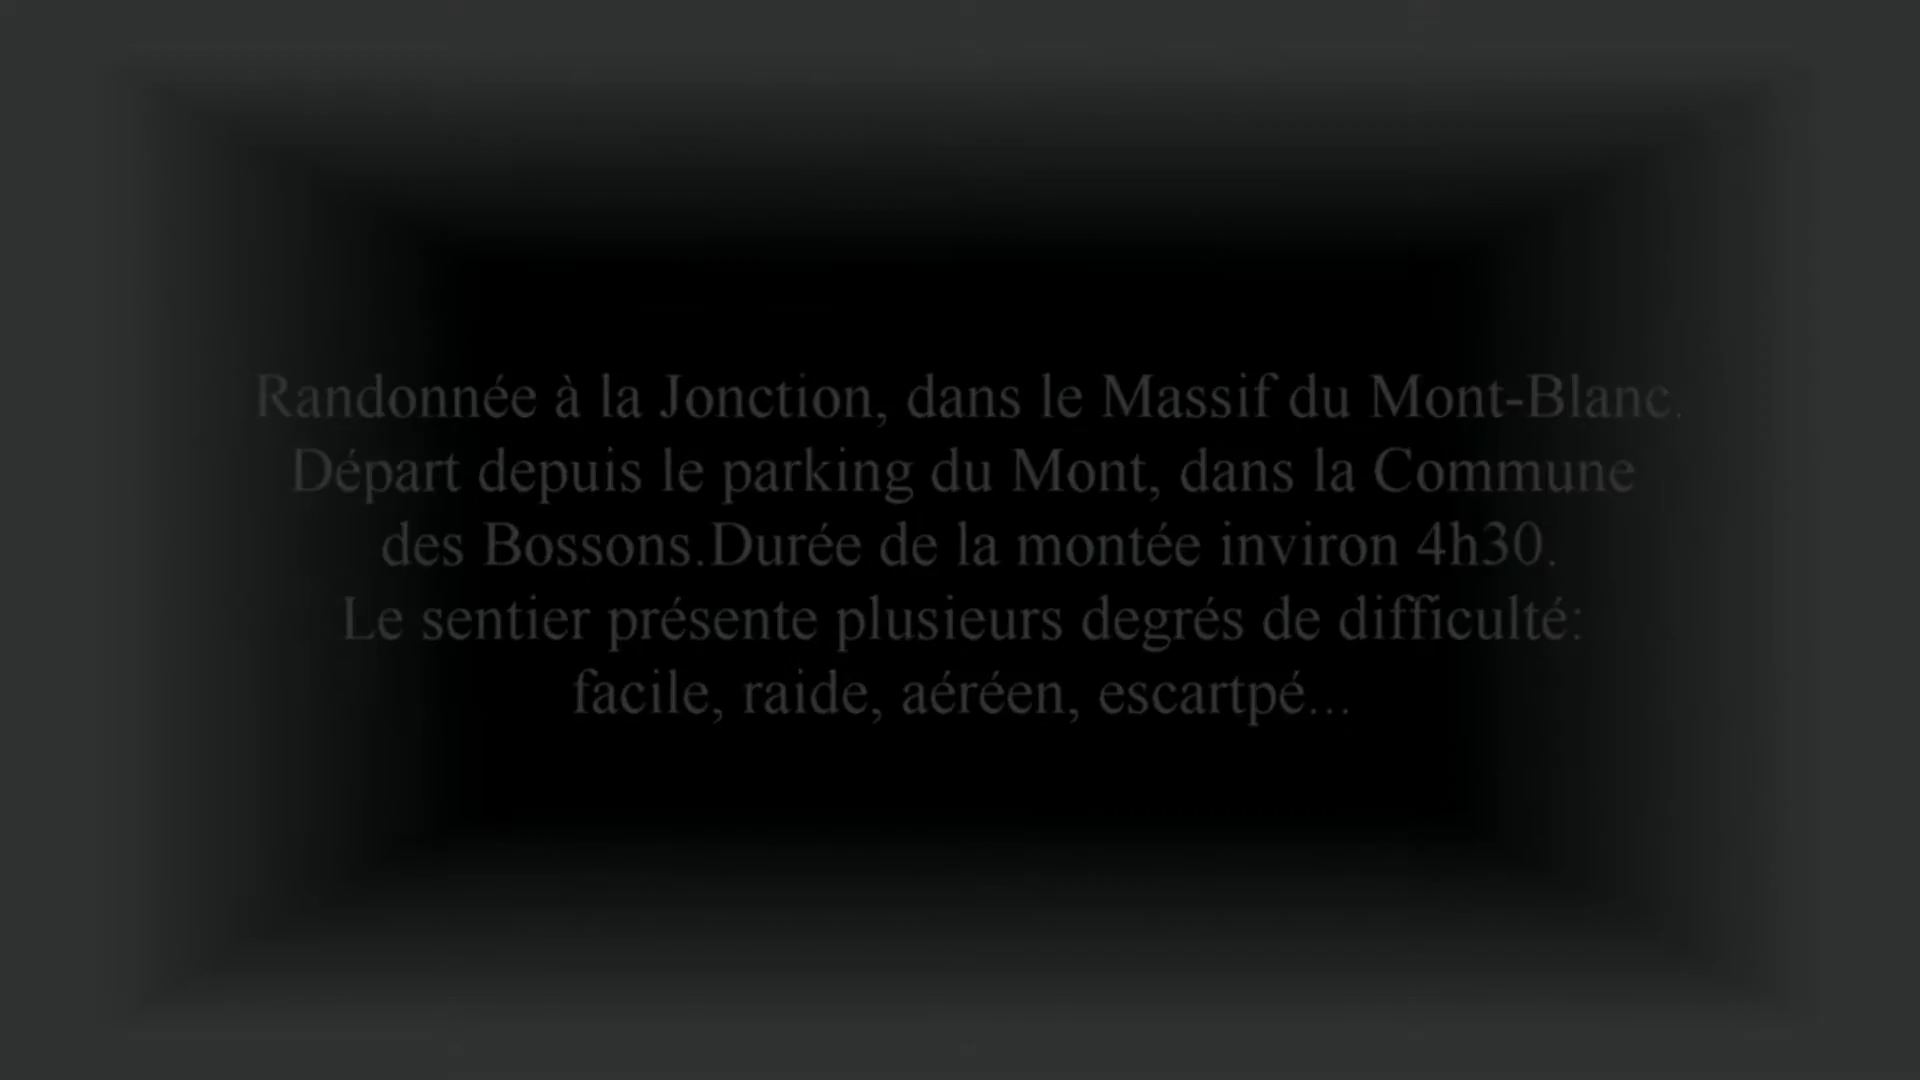 Randonnée à la Jonction, dans le Massif du Mont-Blanc.
Départ depuis le parking du Mont, dans la Commune
des Bossons.Durée de la montée inviron 4h30.
Le sentier présente plusieurs degrés de difficulté:
facile, raide, aéréen, escartpé...